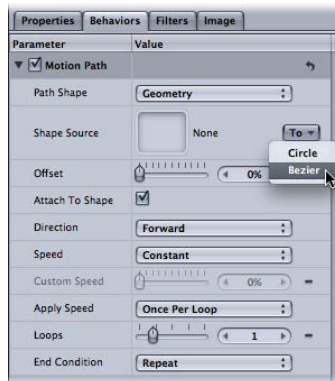 Properties Behaviors Filters Image
Parameter Value
Motion Path
Path Shape Geometry
Shape Source None To
Circle
Bezier
Offset 0%
Attach To Shape
Direction Forward
Speed Constant
Custom Speed 0%
Apply Speed Once Per Loop
Loops 1
End Condition Repeat